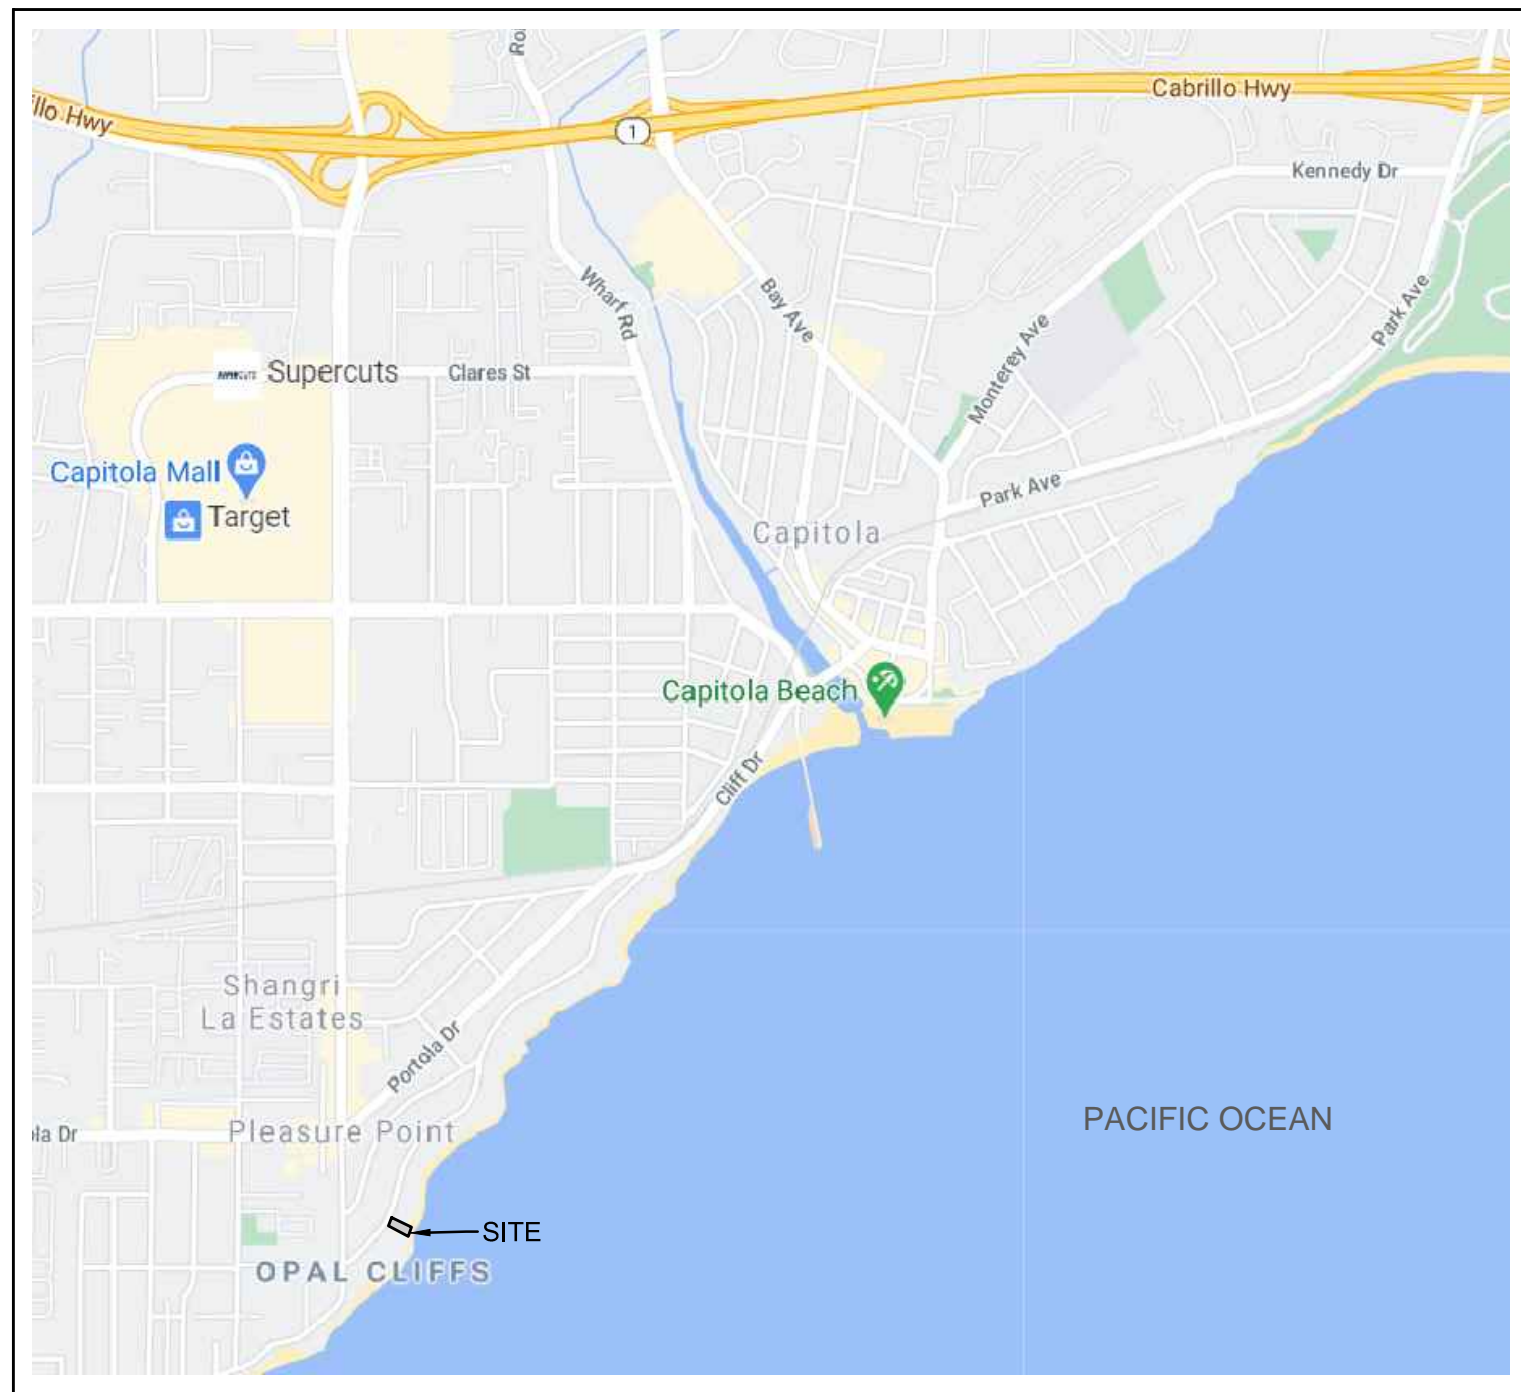 Ro
Cabrillo Hwy
llo Hwy
1
Kennedy Dr
Wharf Rd
Bay Ave
Park Ave
Monterey Ave
Supercuts
Clares St
Capitola Mall
Target
Park Ave
Capitola
Capitola Beach
Cliff Dr
Shangri
La Estates
Portola Dr
PACIFIC OCEAN
la Dr
Pleasure Point
SITE
OPAL CLIFFS